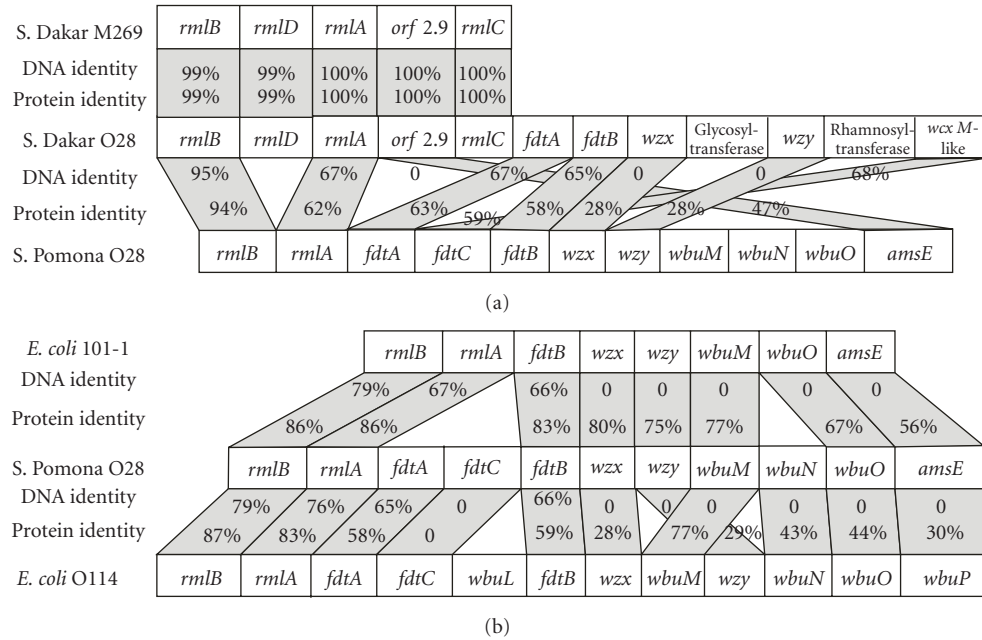 S. Dakar M269 rmlB rmlD rmlA orf 2.9 rmlC
DNA identity 99% 99% 100% 100% 100%
Protein identity 99% 99% 100% 100% 100%
S. Dakar O28 rmlB rmlD rmlA orf 2.9 rmlC fdtA fdtB wzx Glycosyl-transferase wzy Rhamnosyl-transferase wcx M-like
DNA identity 95% 67% 0 67% 65% 0 0 68%
Protein identity 94% 62% 63% 59% 58% 28% 28% 47%
S. Pomona O28 rmlB rmlA fdtA fdtC fdtB wzx wzy wbuM wbuN wbuO amsE
(a)
E. coli 101-1 rmlB rmlA fdtB wzx wzy wbuM wbuO amsE
DNA identity 79% 67% 66% 0 0 0 0 0
Protein identity 86% 86% 83% 80% 75% 77% 67% 56%
S. Pomona O28 rmlB rmlA fdtA fdtC fdtB wzx wzy wbuM wbuN wbuO amsE
DNA identity 79% 76% 65% 0 66% 0 0 0 0 0 0
Protein identity 87% 83% 58% 0 59% 28% 77% 29% 43% 44% 30%
E. coli O114 rmlB rmlA fdtA fdtC wbuL fdtB wzx wbuM wzy wbuN wbuO wbuP
(b)